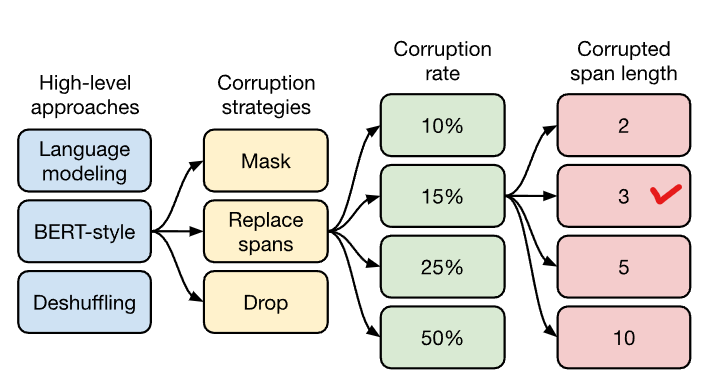 High-level
approaches
Language
modeling
BERT-style
Deshuffling
Corruption
strategies
Mask
Replace
spans
Drop
Corruption
rate
10%
15%
25%
50%
Corrupted
span length
2
3
5
10